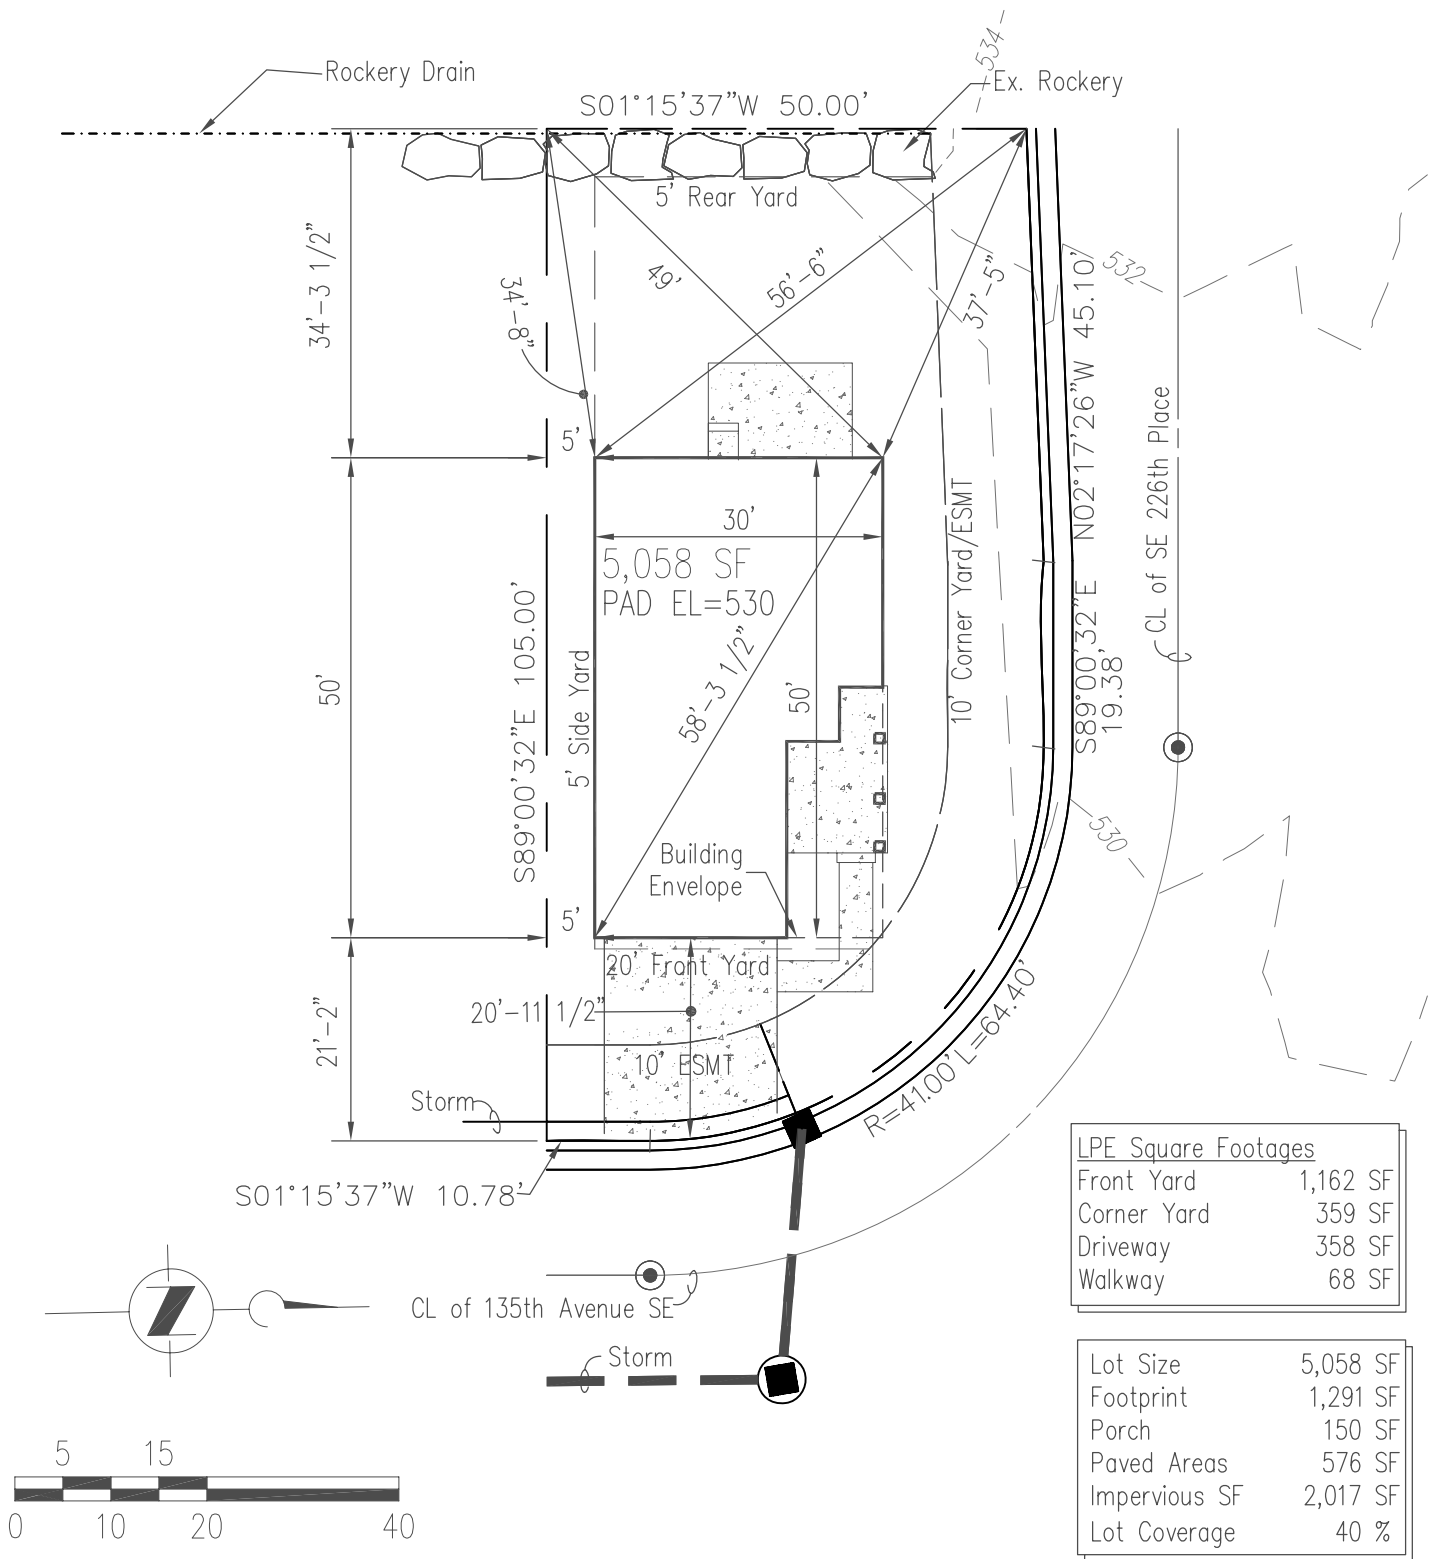 534
Rockery Drain
Ex. Rockery
S01°15'37"W 50.00'
5' Rear Yard
34'-3 1/2"
34'-8"
49'
56'-6"
37'-5"
532
N02°17'26"W 45.10'
CL of SE 226th Place
5'
30'
5,058 SF
PAD EL=530
10' Corner Yard/ESMT
S89°00'32"E 105.00'
5' Side Yard
58'-3 1/2"
50'
50'
S89°00'32"E
19.38'
530
Building
Envelope
5'
20' Front Yard
20'-11 1/2"
21'-2"
10' ESMT
R=41.00' L=64.40'
Storm
S01°15'37"W 10.78'
CL of 135th Avenue SE
Storm
Z
LPE Square Footages
Front Yard 1,162 SF
Corner Yard 359 SF
Driveway 358 SF
Walkway 68 SF
Lot Size 5,058 SF
Footprint 1,291 SF
Porch 150 SF
Paved Areas 576 SF
Impervious SF 2,017 SF
Lot Coverage 40 %
5 15
0 10 20 40